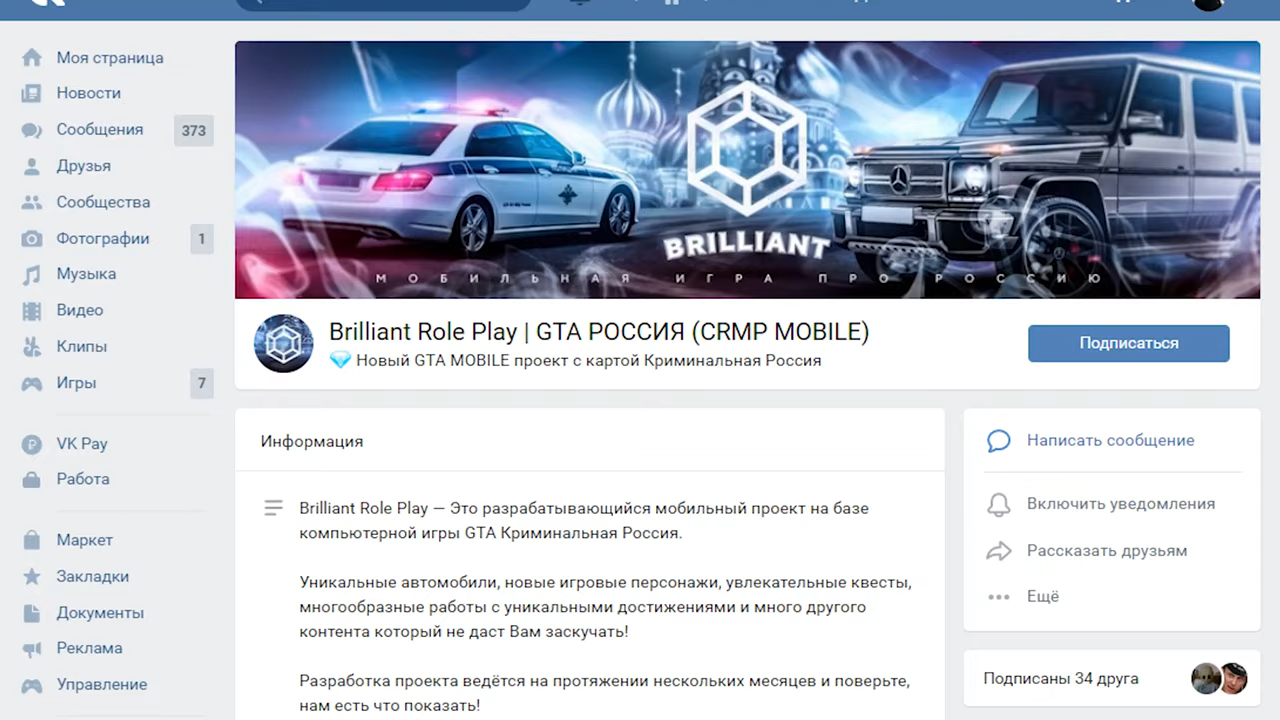 Моя страница
Новости
Сообщения 373
Друзья
Сообщества
Фотографии 1
Музыка
Видео
Клипы
Игры 7
VK Pay
Работа
Маркет
Закладки
Документы
Реклама
Управление
BRILLIANT
МОБИЛЬНАЯ ИГРА ПРО РОССИЮ
Brilliant Role Play | GTA РОССИЯ (CRMP MOBILE)
Новый GTA MOBILE проект с картой Криминальная Россия
Подписаться
Информация
Brilliant Role Play — Это разрабатывающийся мобильный проект на базе
компьютерной игры GTA Криминальная Россия.
Уникальные автомобили, новые игровые персонажи, увлекательные квесты,
многообразные работы с уникальными достижениями и много другого
контента который не даст Вам заскучать!
Разработка проекта ведётся на протяжении нескольких месяцев и поверьте,
нам есть что показать!
Написать сообщение
Включить уведомления
Рассказать друзьям
Ещё
Подписаны 34 друга